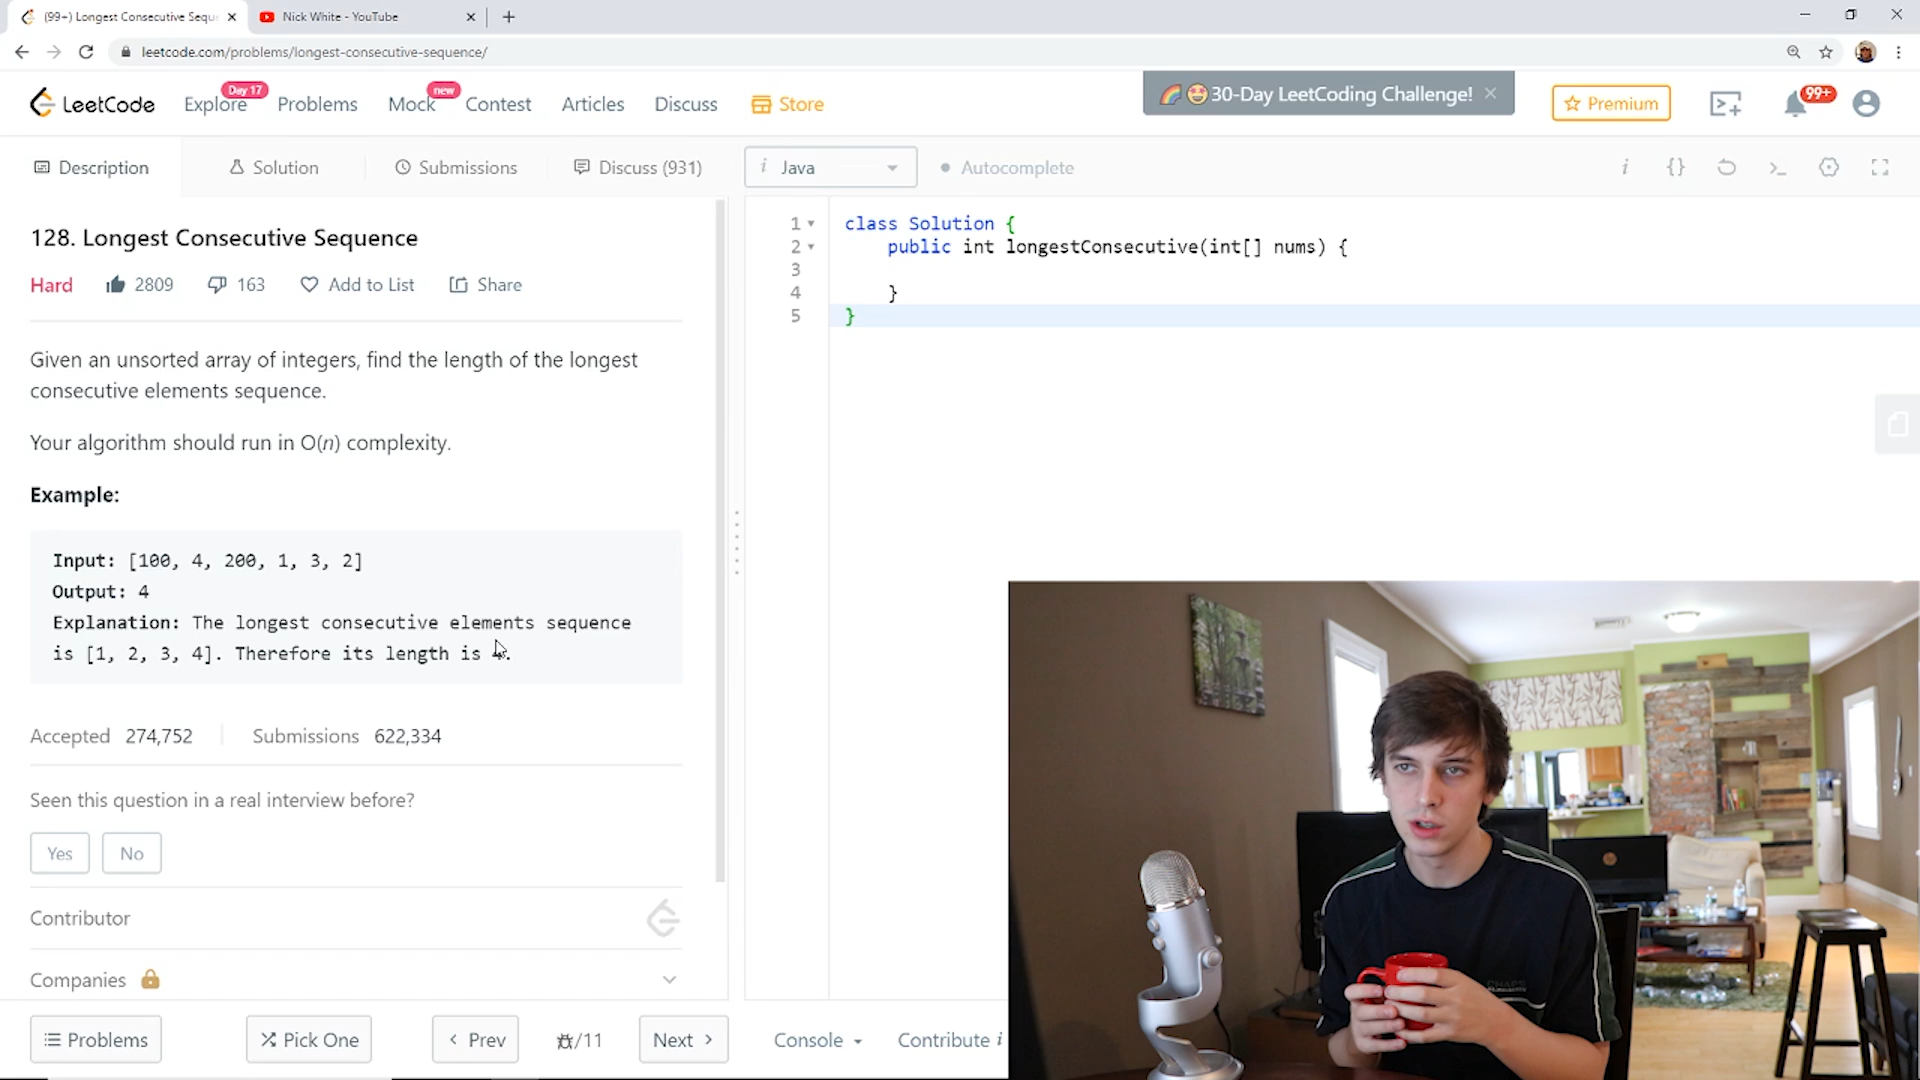 (99+) Longest Consecutive Sequ
Nick White - YouTube
leetcode.com/problems/longest-consecutive-sequence/
LeetCode
Explore
Day 17
Problems
Mock
new
Contest
Articles
Discuss
Store
30-Day LeetCoding Challenge!
Premium
99+
Description
Solution
Submissions
Discuss (931)
i Java
Autocomplete
128. Longest Consecutive Sequence
Hard
2809
163
Add to List
Share
Given an unsorted array of integers, find the length of the longest
consecutive elements sequence.
Your algorithm should run in O(n) complexity.
Example:
Input: [100, 4, 200, 1, 3, 2]
Output: 4
Explanation: The longest consecutive elements sequence
is [1, 2, 3, 4]. Therefore its length is 4.
Accepted 274,752
Submissions 622,334
Seen this question in a real interview before?
Yes
No
Contributor
Companies
Problems
Pick One
Prev
/11
Next
Console
Contribute i
1 class Solution {
2 public int longestConsecutive(int[] nums) {
3
4 }
5 }